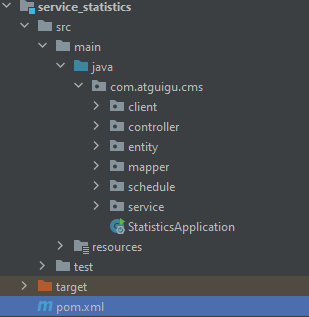 service_statistics
src
main
java
com.atguigu.cms
client
controller
entity
mapper
schedule
service
StatisticsApplication
resources
test
target
pom.xml